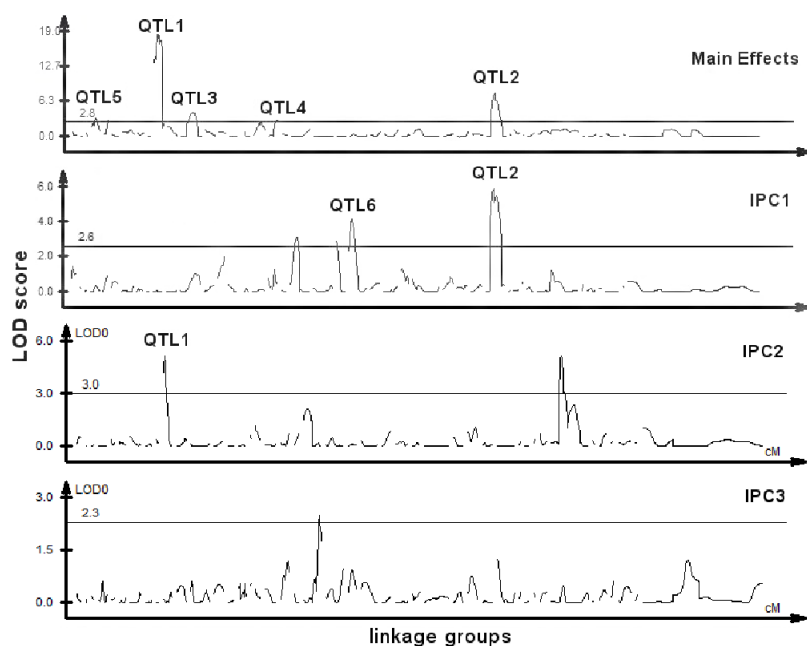 19.0
12.7
6.3
0.0
2.8
QTL5
QTL1
QTL3
QTL4
QTL2
Main Effects
6.0
4.0
2.0
0.0
2.6
QTL6
QTL2
IPC1
LOD score
6.0
3.0
0.0
LOD0
3.0
QTL1
IPC2
cM
3.0
1.5
0.0
LOD0
2.3
IPC3
cM
linkage groups